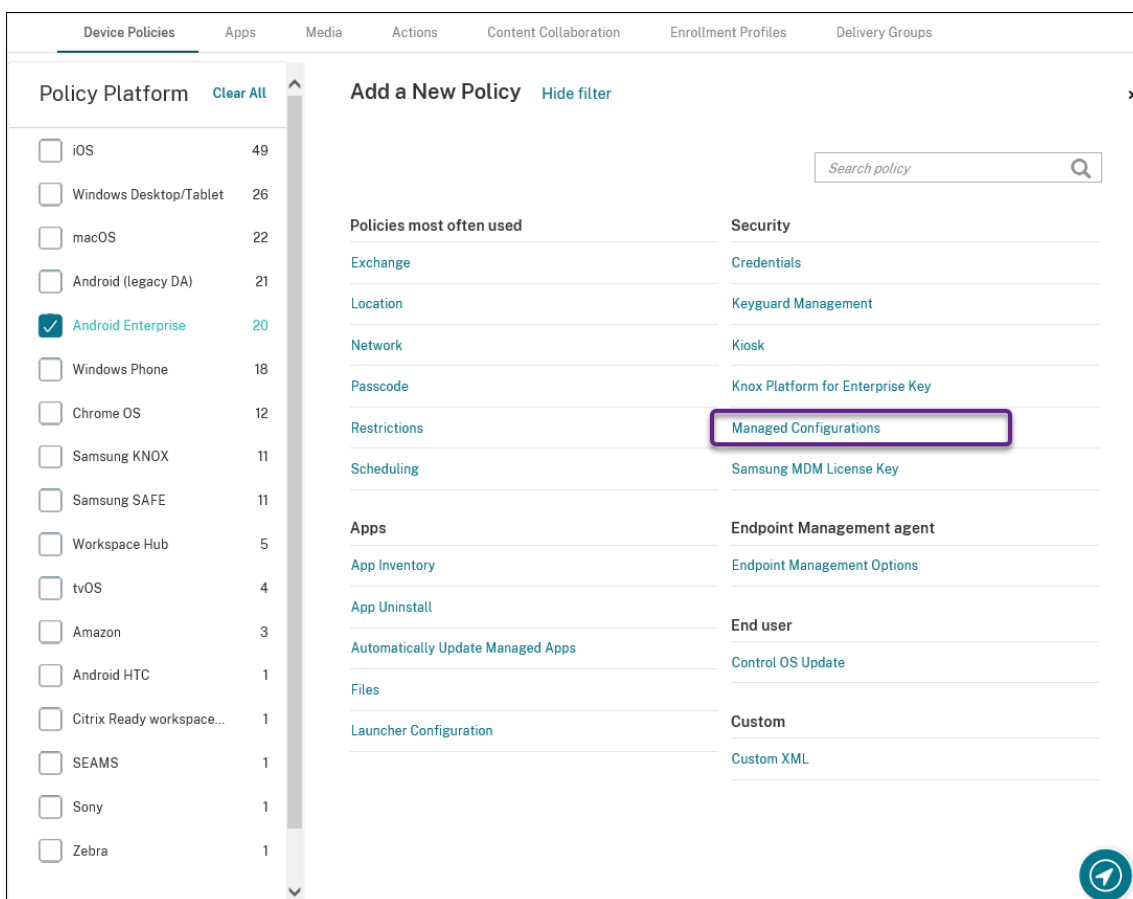 Device Policies Apps Media Actions Content Collaboration Enrollment Profiles Delivery Groups
Policy Platform Clear All
iOS 49
Windows Desktop/Tablet 26
macOS 22
Android (legacy DA) 21
Android Enterprise 20
Windows Phone 18
Chrome OS 12
Samsung KNOX 11
Samsung SAFE 11
Workspace Hub 5
tvOS 4
Amazon 3
Android HTC 1
Citrix Ready workspace... 1
SEAMS 1
Sony 1
Zebra 1
Add a New Policy Hide filter
Search policy
Policies most often used
Exchange
Location
Network
Passcode
Restrictions
Scheduling
Apps
App Inventory
App Uninstall
Automatically Update Managed Apps
Files
Launcher Configuration
Security
Credentials
Keyguard Management
Kiosk
Knox Platform for Enterprise Key
Managed Configurations
Samsung MDM License Key
Endpoint Management agent
Endpoint Management Options
End user
Control OS Update
Custom
Custom XML